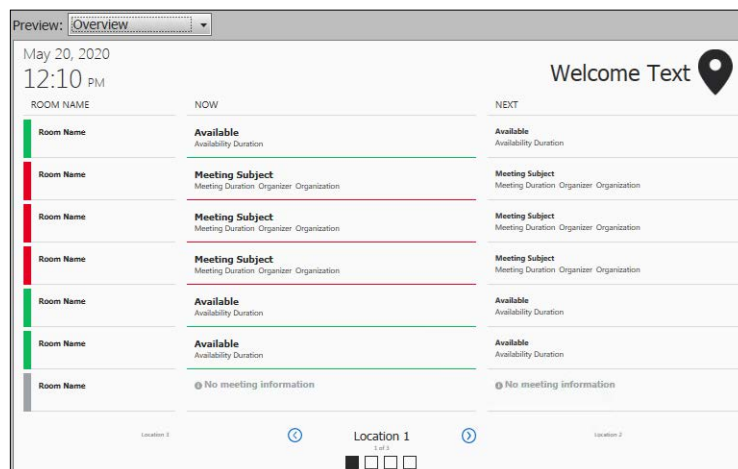 Preview: Overview
May 20, 2020
12:10 PM
Welcome Text
ROOM NAME NOW NEXT
Room Name Available Available
Availability Duration Availability Duration
Room Name Meeting Subject Meeting Subject
Meeting Duration Organizer Organization Meeting Duration Organizer Organization
Room Name Meeting Subject Meeting Subject
Meeting Duration Organizer Organization Meeting Duration Organizer Organization
Room Name Meeting Subject Meeting Subject
Meeting Duration Organizer Organization Meeting Duration Organizer Organization
Room Name Available Available
Availability Duration Availability Duration
Room Name Available Available
Availability Duration Availability Duration
Room Name No meeting information No meeting information
Location 3 Location 1 Location 2
1 of 3